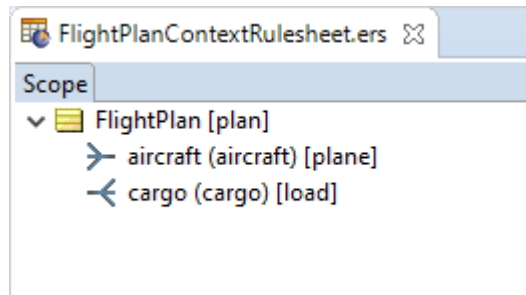 FlightPlanContextRulesheet.ers
Scope
FlightPlan [plan]
aircraft (aircraft) [plane]
cargo (cargo) [load]